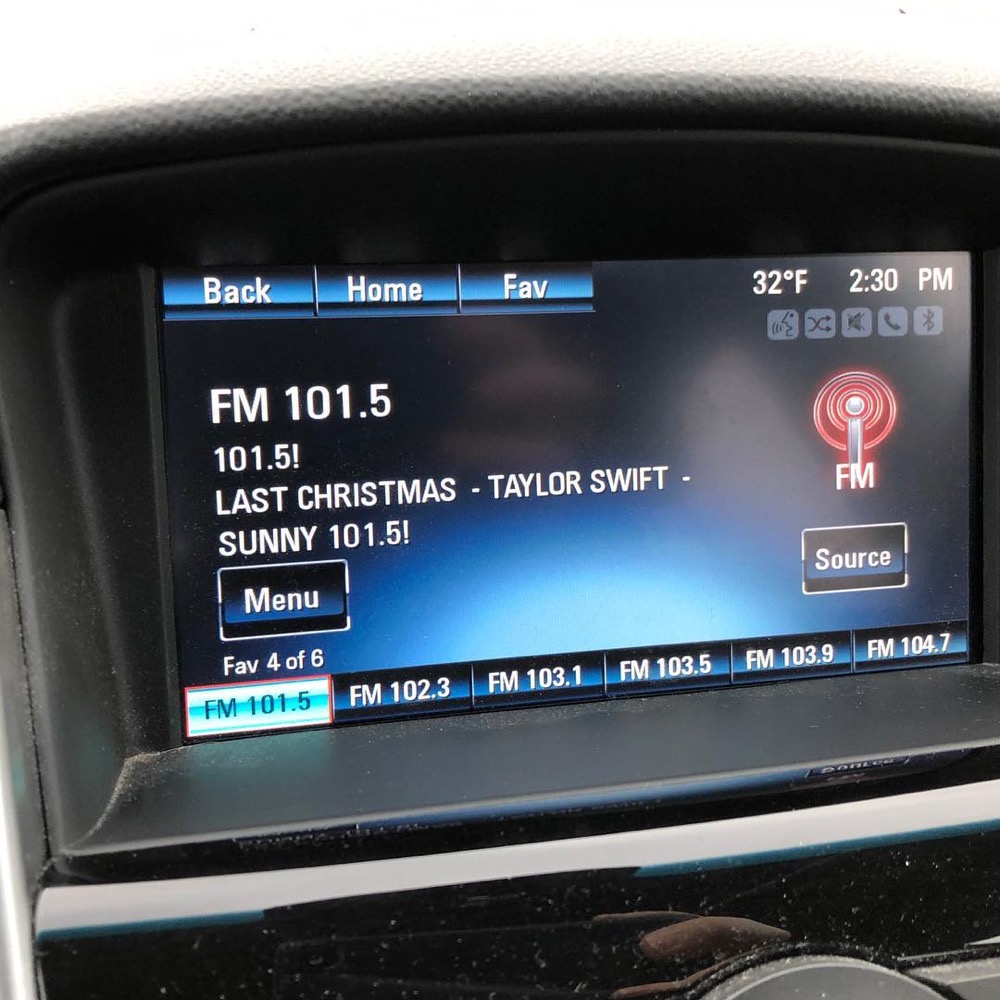 Back Home Fav 32°F 2:30 PM
FM 101.5
101.5!
LAST CHRISTMAS - TAYLOR SWIFT -
SUNNY 101.5!
FM
Source
Menu
Fav 4 of 6
FM 101.5 FM 102.3 FM 103.1 FM 103.5 FM 103.9 FM 104.7